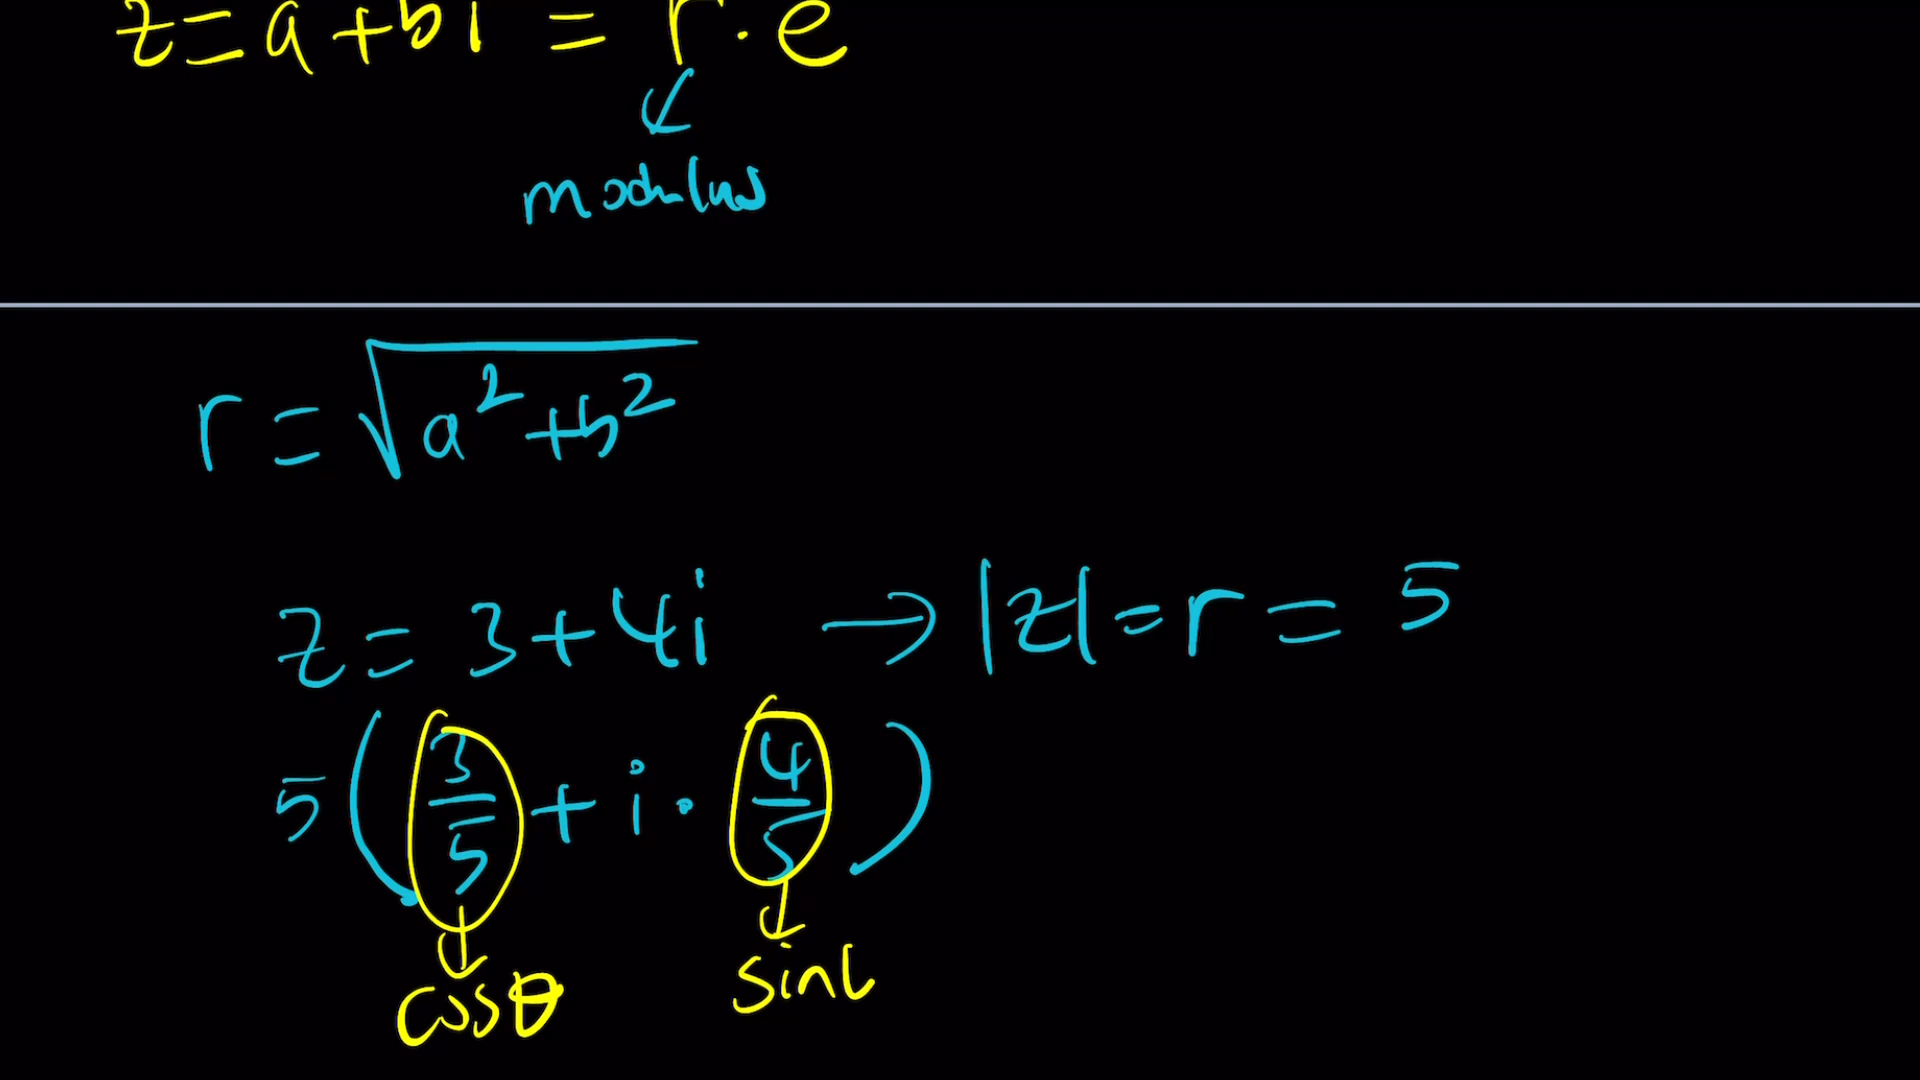 z = a + bi = r · e
modulus
r = √a² + b²
z = 3 + 4i → |z| = r = 5
5 ( 3/5 + i · 4/5 )
cosθ sin